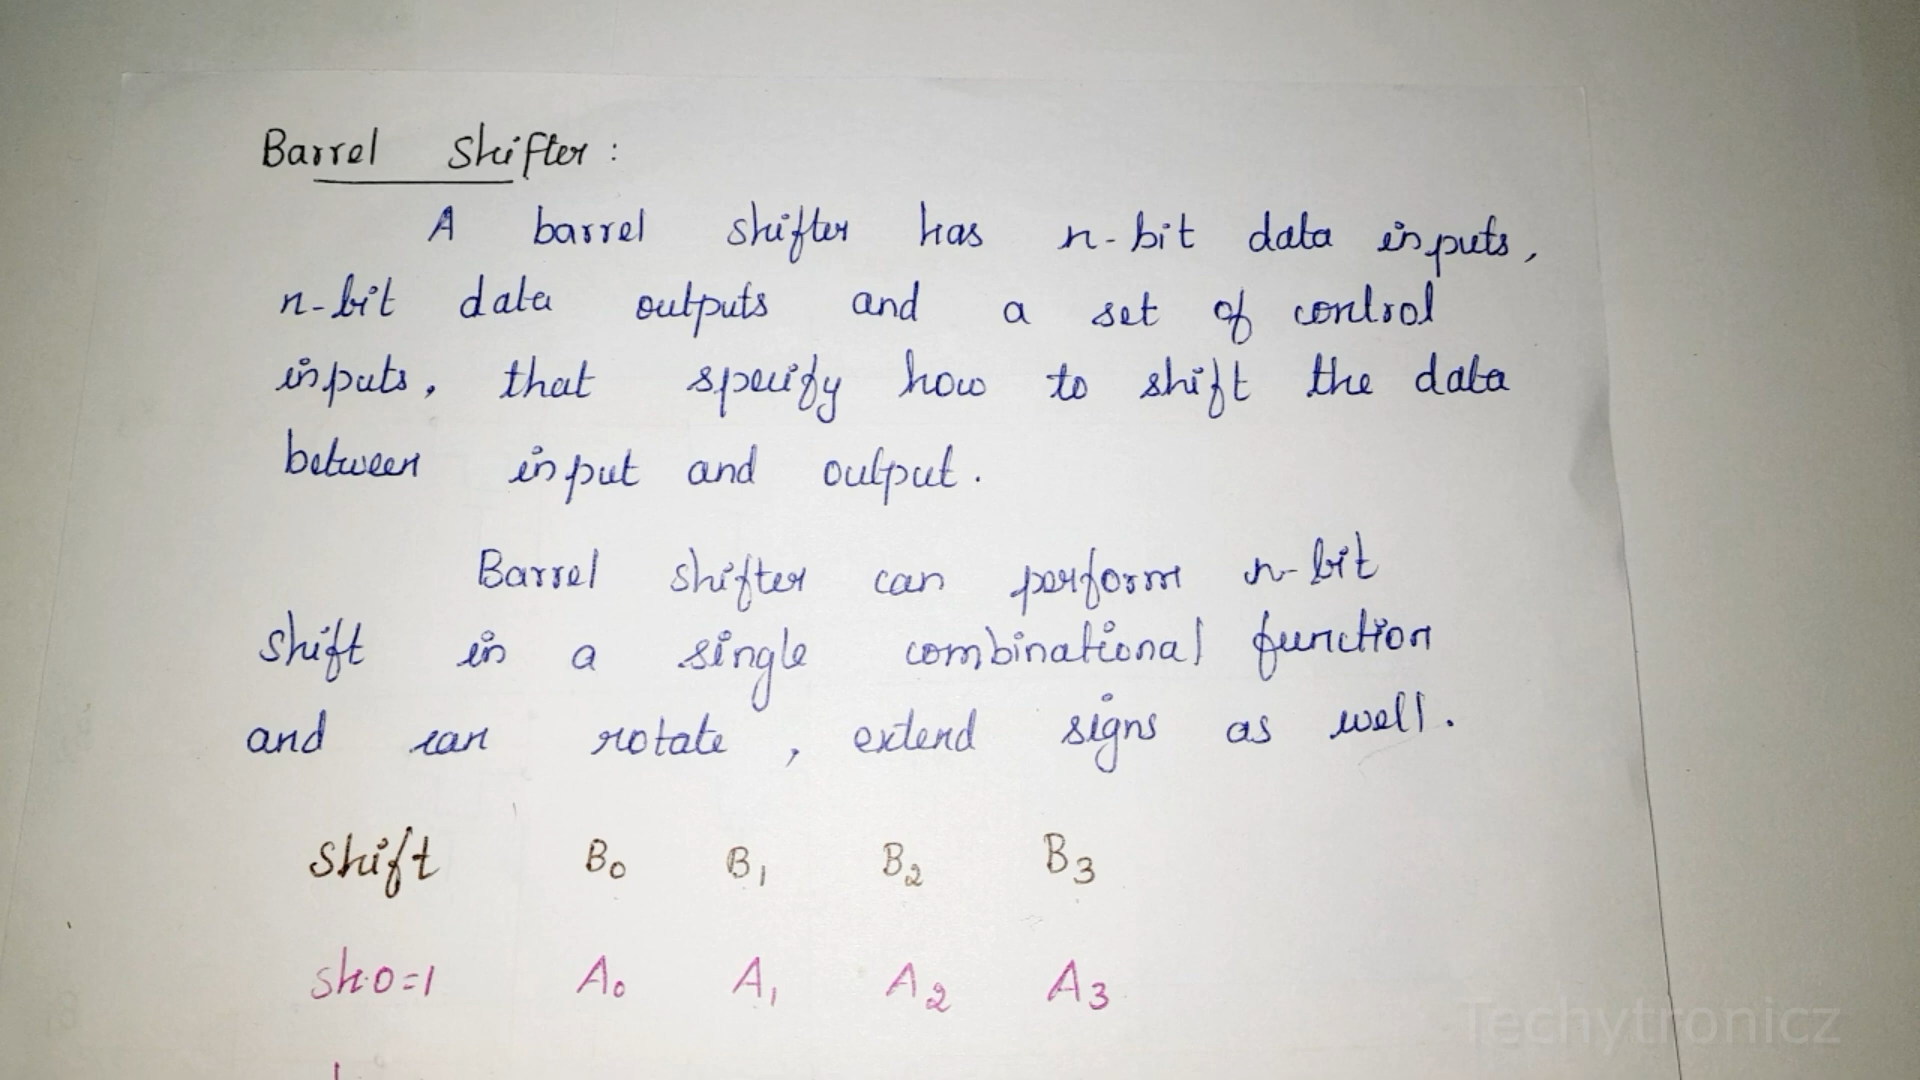 Barrel Shifter :
A barrel shifter has n-bit data inputs,
n-bit data outputs and a set of control
inputs, that specify how to shift the data
between input and output.
Barrel shifter can perform n-bit
shift in a single combinational function
and can rotate, extend signs as well.
Shift B₀ B₁ B₂ B₃
sh0=1 A₀ A₁ A₂ A₃
Techytronicz